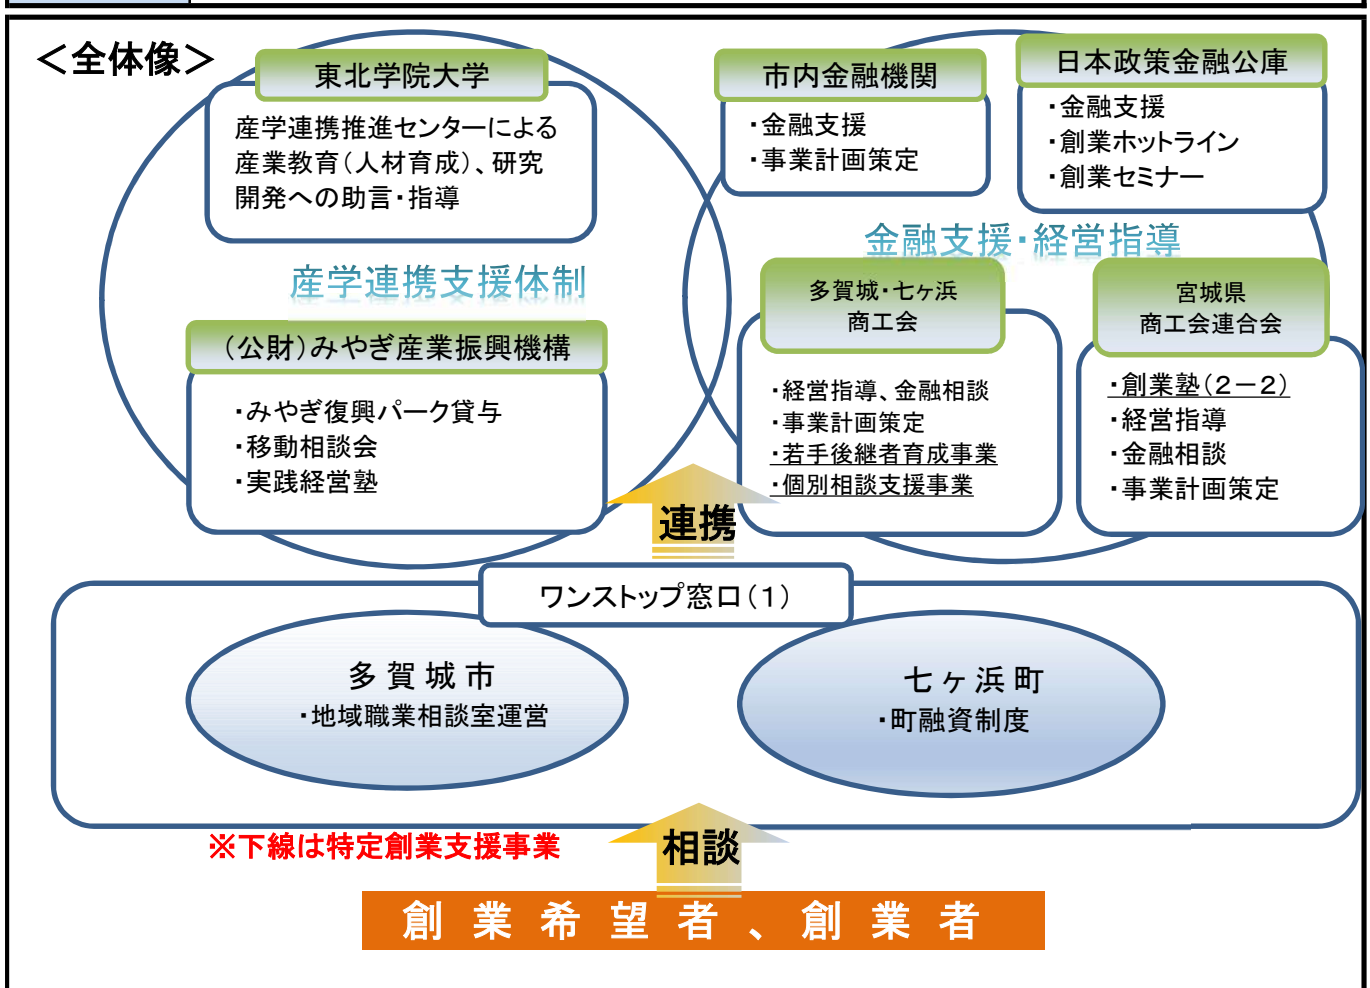 ＜全体像＞
東北学院大学
産学連携推進センターによる
産業教育（人材育成）、研究
開発への助言・指導
産学連携支援体制
（公財）みやぎ産業振興機構
・みやぎ復興パーク貸与
・移動相談会
・実践経営塾
市内金融機関
・金融支援
・事業計画策定
日本政策金融公庫
・金融支援
・創業ホットライン
・創業セミナー
金融支援・経営指導
多賀城・七ヶ浜
商工会
・経営指導、金融相談
・事業計画策定
・若手後継者育成事業
・個別相談支援事業
宮城県
商工会連合会
・創業塾（２－２）
・経営指導
・金融相談
・事業計画策定
連携
ワンストップ窓口（１）
多賀城市
・地域職業相談室運営
七ヶ浜町
・町融資制度
※下線は特定創業支援事業
相談
創業希望者、創業者